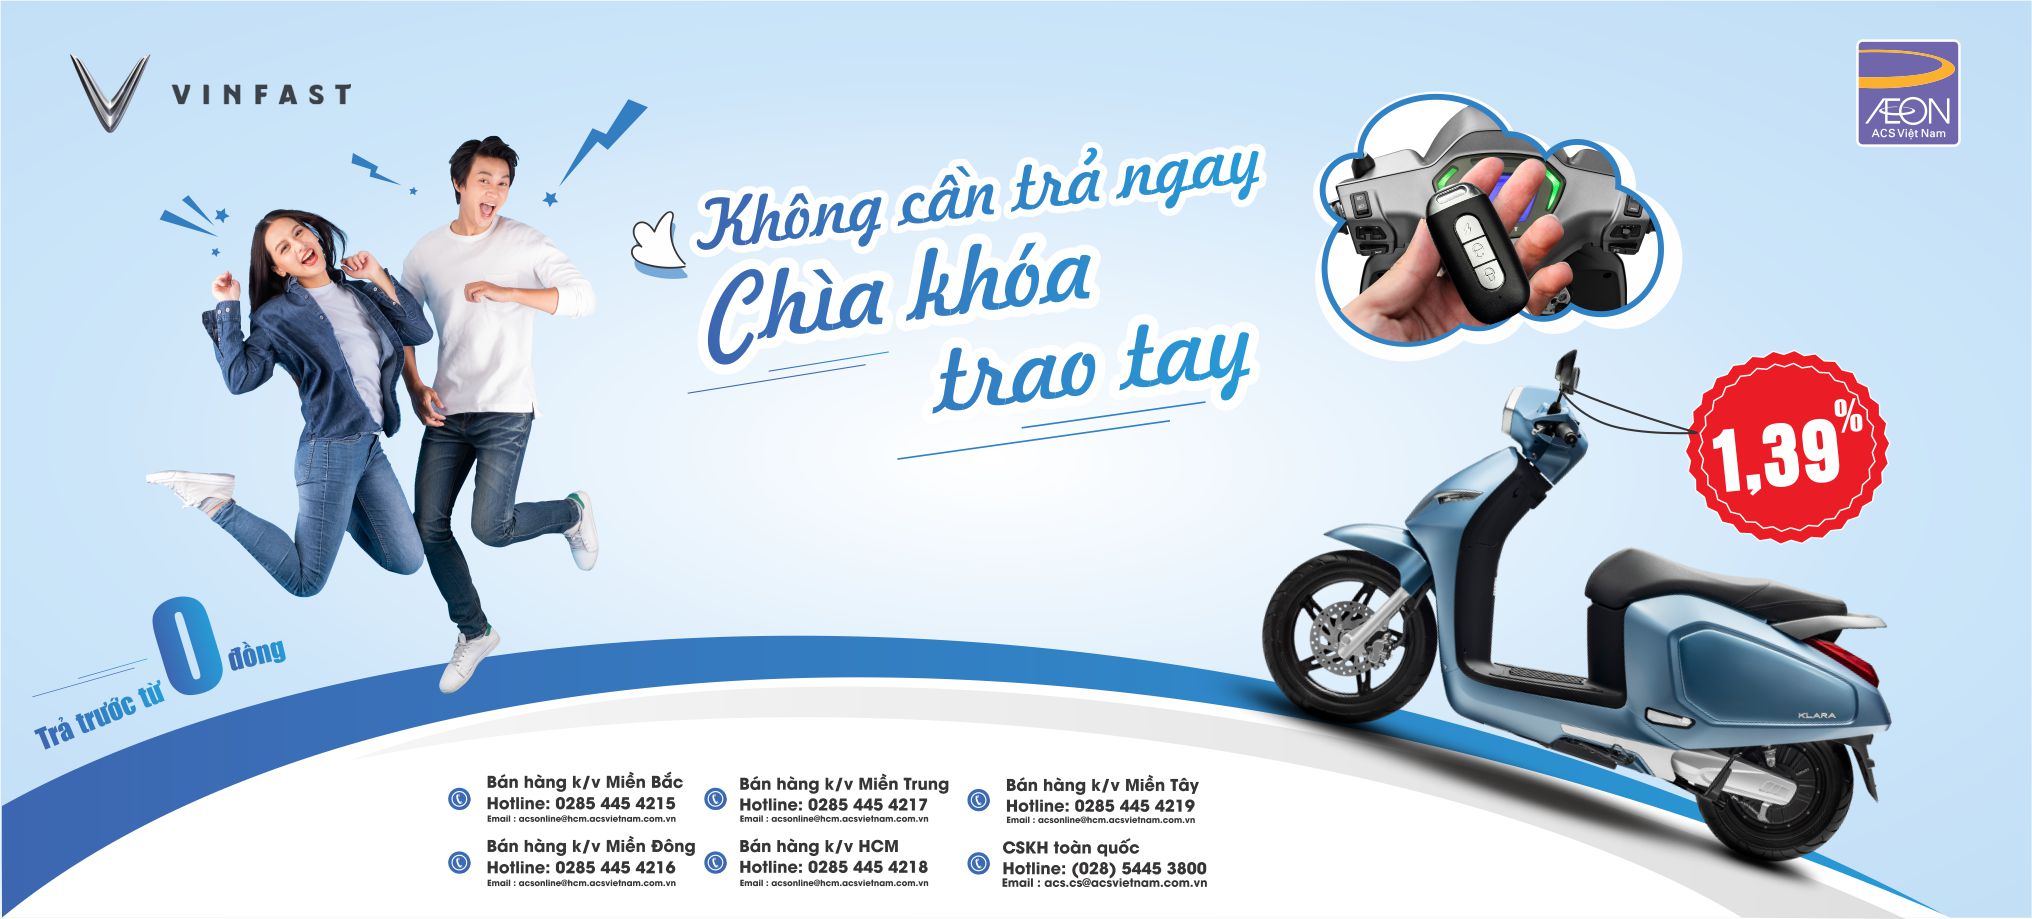 VINFAST
ÆON
ACS Việt Nam
Không cần trả ngay
Chìa khóa
trao tay
1,39%
Trả trước từ 0 đồng
KLARA
Bán hàng k/v Miền Bắc
Hotline: 0285 445 4215
Email : acsonline@hcm.acsvietnam.com.vn
Bán hàng k/v Miền Trung
Hotline: 0285 445 4217
Email : acsonline@hcm.acsvietnam.com.vn
Bán hàng k/v Miền Tây
Hotline: 0285 445 4219
Email : acsonline@hcm.acsvietnam.com.vn
Bán hàng k/v Miền Đông
Hotline: 0285 445 4216
Email : acsonline@hcm.acsvietnam.com.vn
Bán hàng k/v HCM
Hotline: 0285 445 4218
Email : acsonline@hcm.acsvietnam.com.vn
CSKH toàn quốc
Hotline: (028) 5445 3800
Email : acs.cs@acsvietnam.com.vn